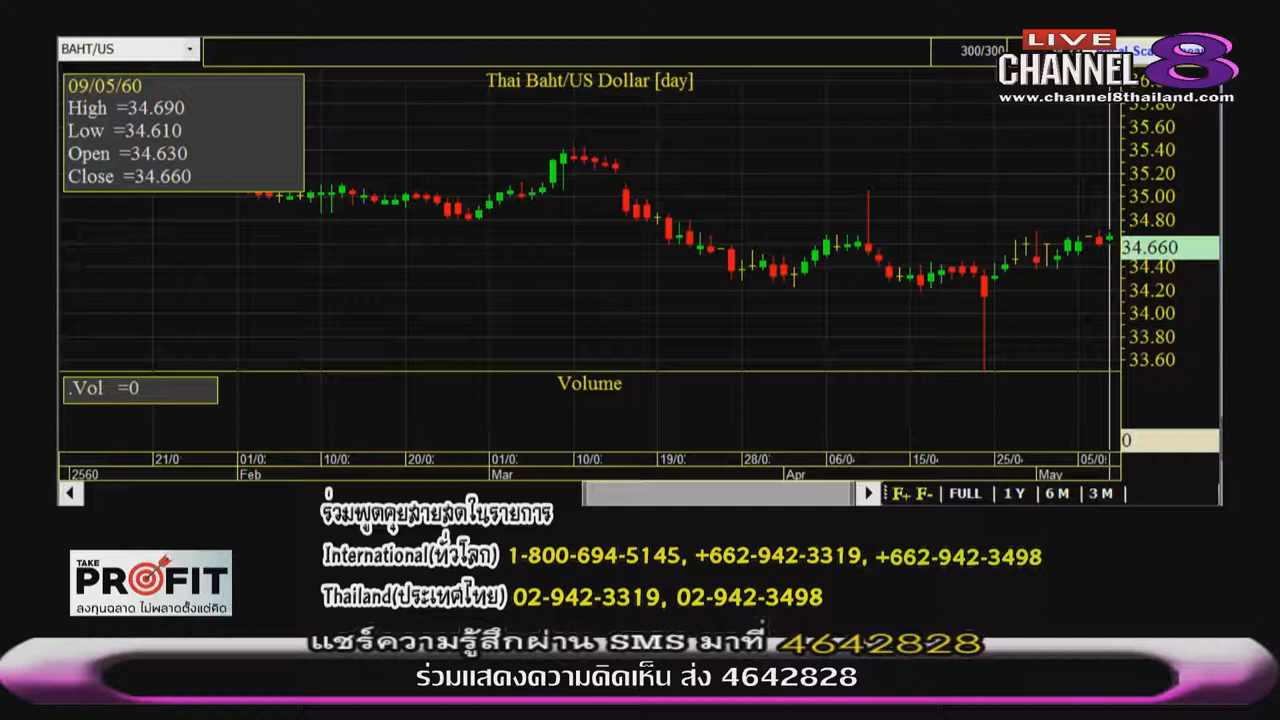 BAHT/US
300/300
LIVE
CHANNEL 8
www.channel8thailand.com
Thai Baht/US Dollar [day]
09/05/60
High =34.690
Low =34.610
Open =34.630
Close =34.660
35.80
35.60
35.40
35.20
35.00
34.80
34.660
34.40
34.20
34.00
33.80
33.60
Volume
.Vol =0
0
21/0 01/0 10/0 20/0 01/0 10/0 19/0 28/0 06/0 15/0 25/0 05/0
2560 Feb Mar Apr May
F+ F- FULL 1 Y 6 M 3 M
ร่วมพูดคุยสายสดในรายการ
International(ทั่วโลก) 1-800-694-5145, +662-942-3319, +662-942-3498
Thailand(ประเทศไทย) 02-942-3319, 02-942-3498
TAKE
PROFIT
ลงทุนฉลาด ไม่พลาดตั้งแต่คิด
แชร์ความรู้สึกผ่าน SMS มาที่ 4642828
ร่วมแสดงความคิดเห็น ส่ง 4642828